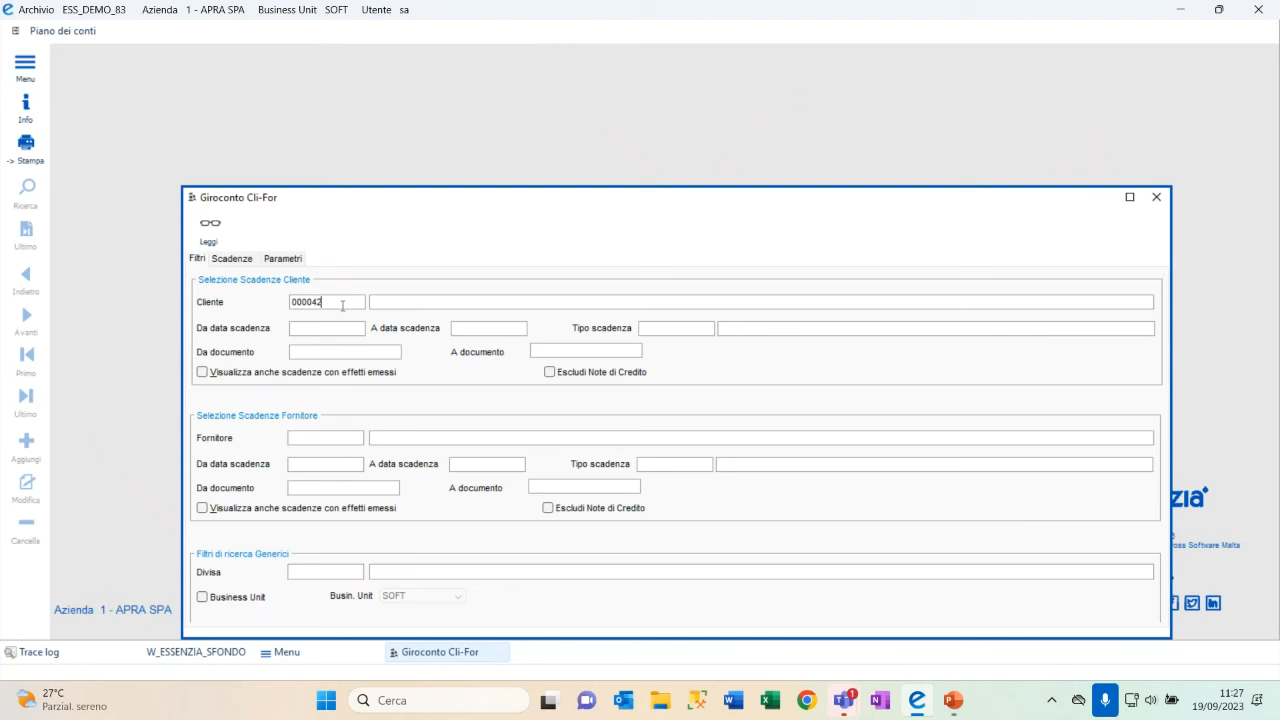 Archivo ESS_DEMO_83 Azienda 1 - APRA SPA Business Unit SOFT Utente sa
Piano dei conti
Menu
Info
-> Stampa
Ricerca
Ultimo
Indietro
Avanti
Primo
Ultimo
Aggiungi
Modifica
Cancella
Giroconto Cli-For
Leggi
Filtri Scadenze Parametri
Selezione Scadenze Cliente
Cliente 000042
Da data scadenza A data scadenza Tipo scadenza
Da documento A documento
Visualizza anche scadenze con effetti emessi Escludi Note di Credito
Selezione Scadenze Fornitore
Fornitore
Da data scadenza A data scadenza Tipo scadenza
Da documento A documento
Visualizza anche scadenze con effetti emessi Escludi Note di Credito
Filtri di ricerca Generici
Divisa
Business Unit Busin. Unit SOFT
zia
oss Software Malta
Azienda 1 - APRA SPA
Trace log W_ESSENZIA_SFONDO Menu Giroconto Cli-For
27°C
Parzial. sereno
Cerca
1
11:27
19/09/2023